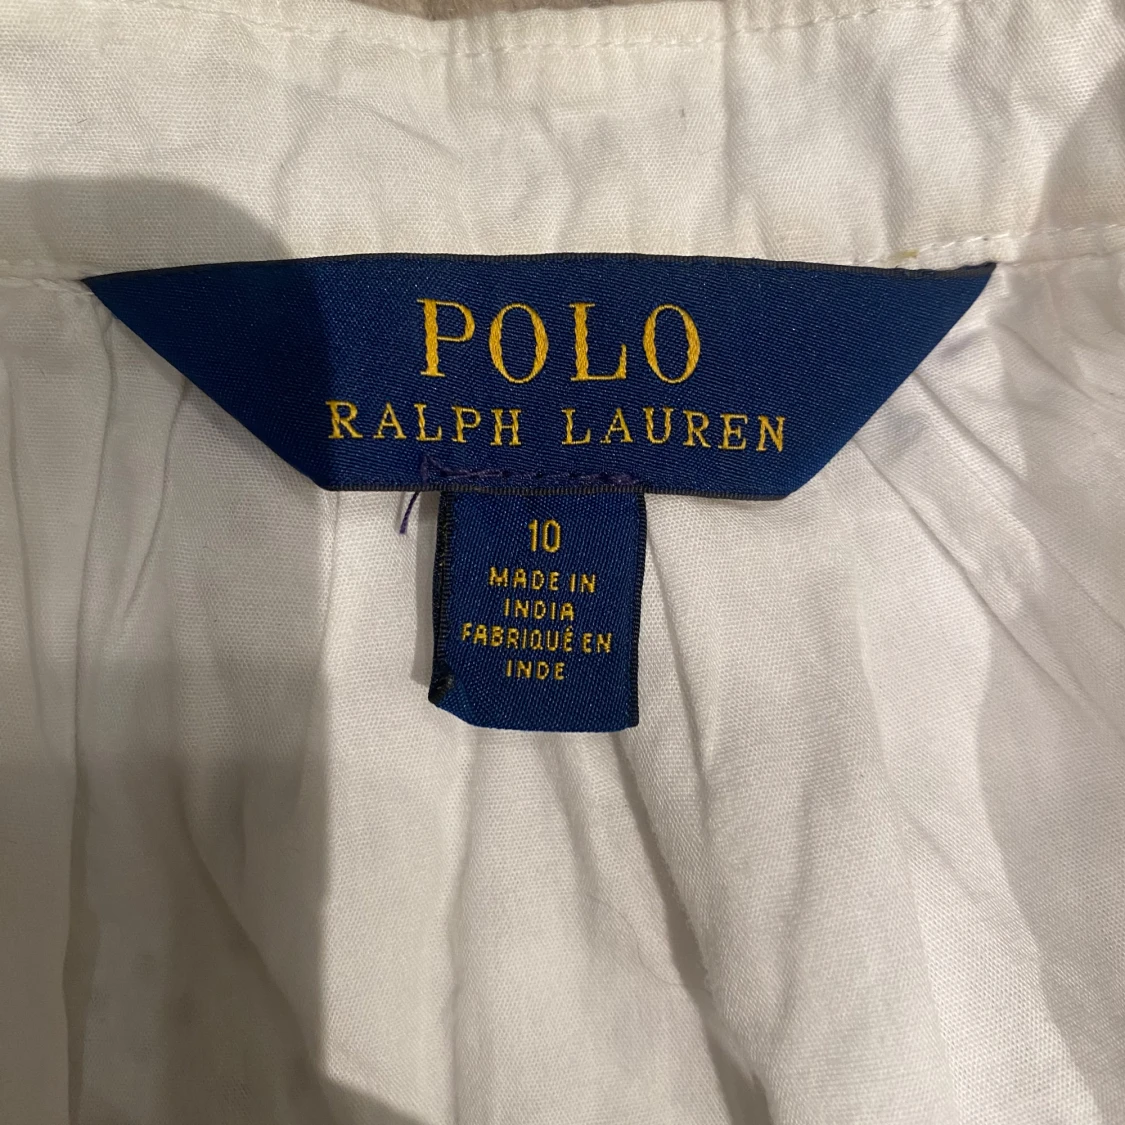 POLO
RALPH LAUREN
10
MADE IN
INDIA
FABRIQUÉ EN
INDE